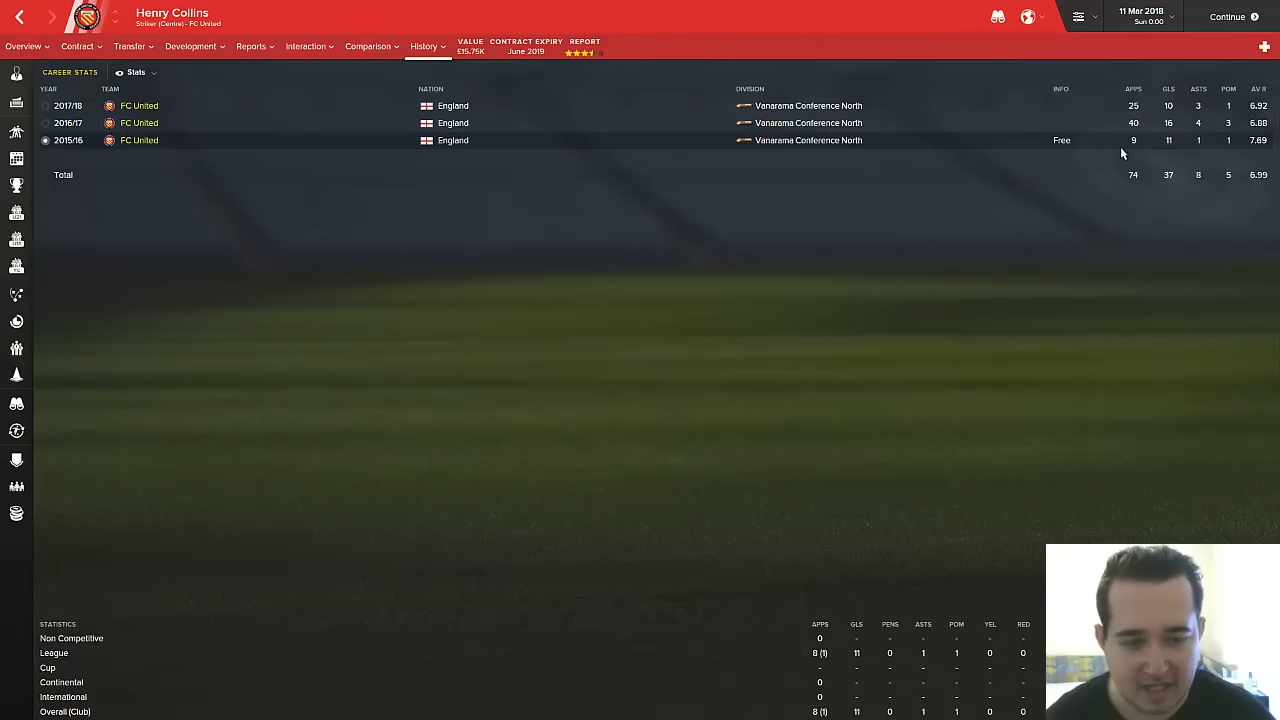 Henry Collins
Striker (Centre) - FC United
11 Mar 2018
Sun 0:00
Continue
Overview Contract Transfer Development Reports Interaction Comparison History
VALUE CONTRACT EXPIRY REPORT
£15.75K June 2019
CAREER STATS Stats
YEAR TEAM NATION DIVISION INFO APPS GLS ASTS POM AV R
2017/18 FC United England Vanarama Conference North 25 10 3 1 6.92
2016/17 FC United England Vanarama Conference North 40 16 4 3 6.88
2015/16 FC United England Vanarama Conference North Free 9 11 1 1 7.69
Total 74 37 8 5 6.99
STATISTICS APPS GLS PENS ASTS POM YEL RED
Non Competitive 0 - - - - - -
League 8 (1) 11 0 1 1 0 0
Cup - - - - - - -
Continental 0 - - - - - -
International 0 - - - - - -
Overall (Club) 8 (1) 11 0 1 1 0 0